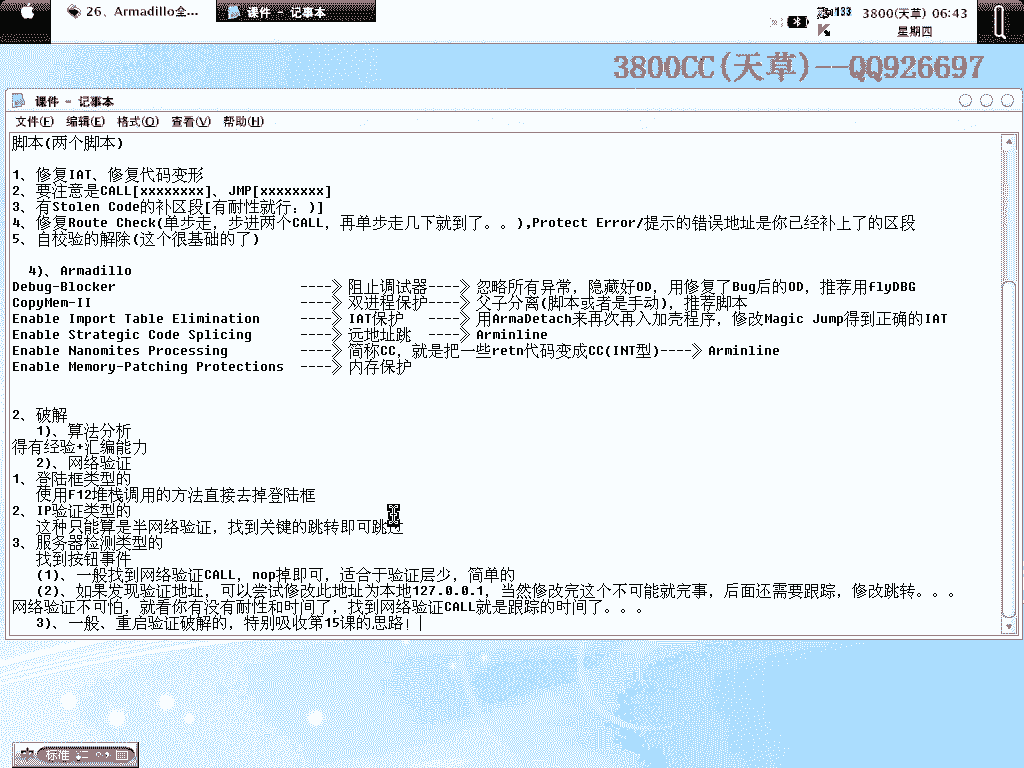 26、Armadillo全...
课件 - 记事本
133
3800(天草) 06:43
星期四
3800CC(天草)--QQ926697
课件 - 记事本
文件(F) 编辑(E) 格式(O) 查看(V) 帮助(H)
脚本(两个脚本)
1、修复IAT、修复代码变形
2、要注意是CALL[xxxxxxxx]、JMP[xxxxxxxx]
3、有Stolen Code的补区段[有耐性就行：)]
4、修复Route Check(单步走，步进两个CALL，再单步走几下就到了。。),Protect Error/提示的错误地址是你已经补上了的区段
5、自校验的解除(这个很基础的了)
4)、Armadillo
Debug-Blocker ----》阻止调试器----》忽略所有异常，隐藏好OD，用修复了Bug后的OD，推荐用flyDBG
CopyMem-II ----》双进程保护----》父子分离(脚本或者是手动)，推荐脚本
Enable Import Table Elimination ----》IAT保护 ----》用ArmaDetach来再次再入加壳程序，修改Magic Jump得到正确的IAT
Enable Strategic Code Splicing ----》远地址跳 ----》Arminline
Enable Nanomites Processing ----》简称CC，就是把一些retn代码变成CC(INT型)----》Arminline
Enable Memory-Patching Protections ----》内存保护
2、破解
1)、算法分析
得有经验+汇编能力
2)、网络验证
1、登陆框类型的
使用F12堆栈调用的方法直接去掉登陆框
2、IP验证类型的
这种只能算是半网络验证，找到关键的跳转即可跳过
3、服务器检测类型的
找到按钮事件
(1)、一般找到网络验证CALL，nop掉即可，适合于验证层少，简单的
(2)、如果发现验证地址，可以尝试修改此地址为本地127.0.0.1，当然修改完这个不可能就完事，后面还需要跟踪，修改跳转。。。
网络验证不可怕，就看你有没有耐性和时间了，找到网络验证CALL就是跟踪的时间了。。。
3)、一般、重启验证破解的，特别吸收第15课的思路！
中 标准